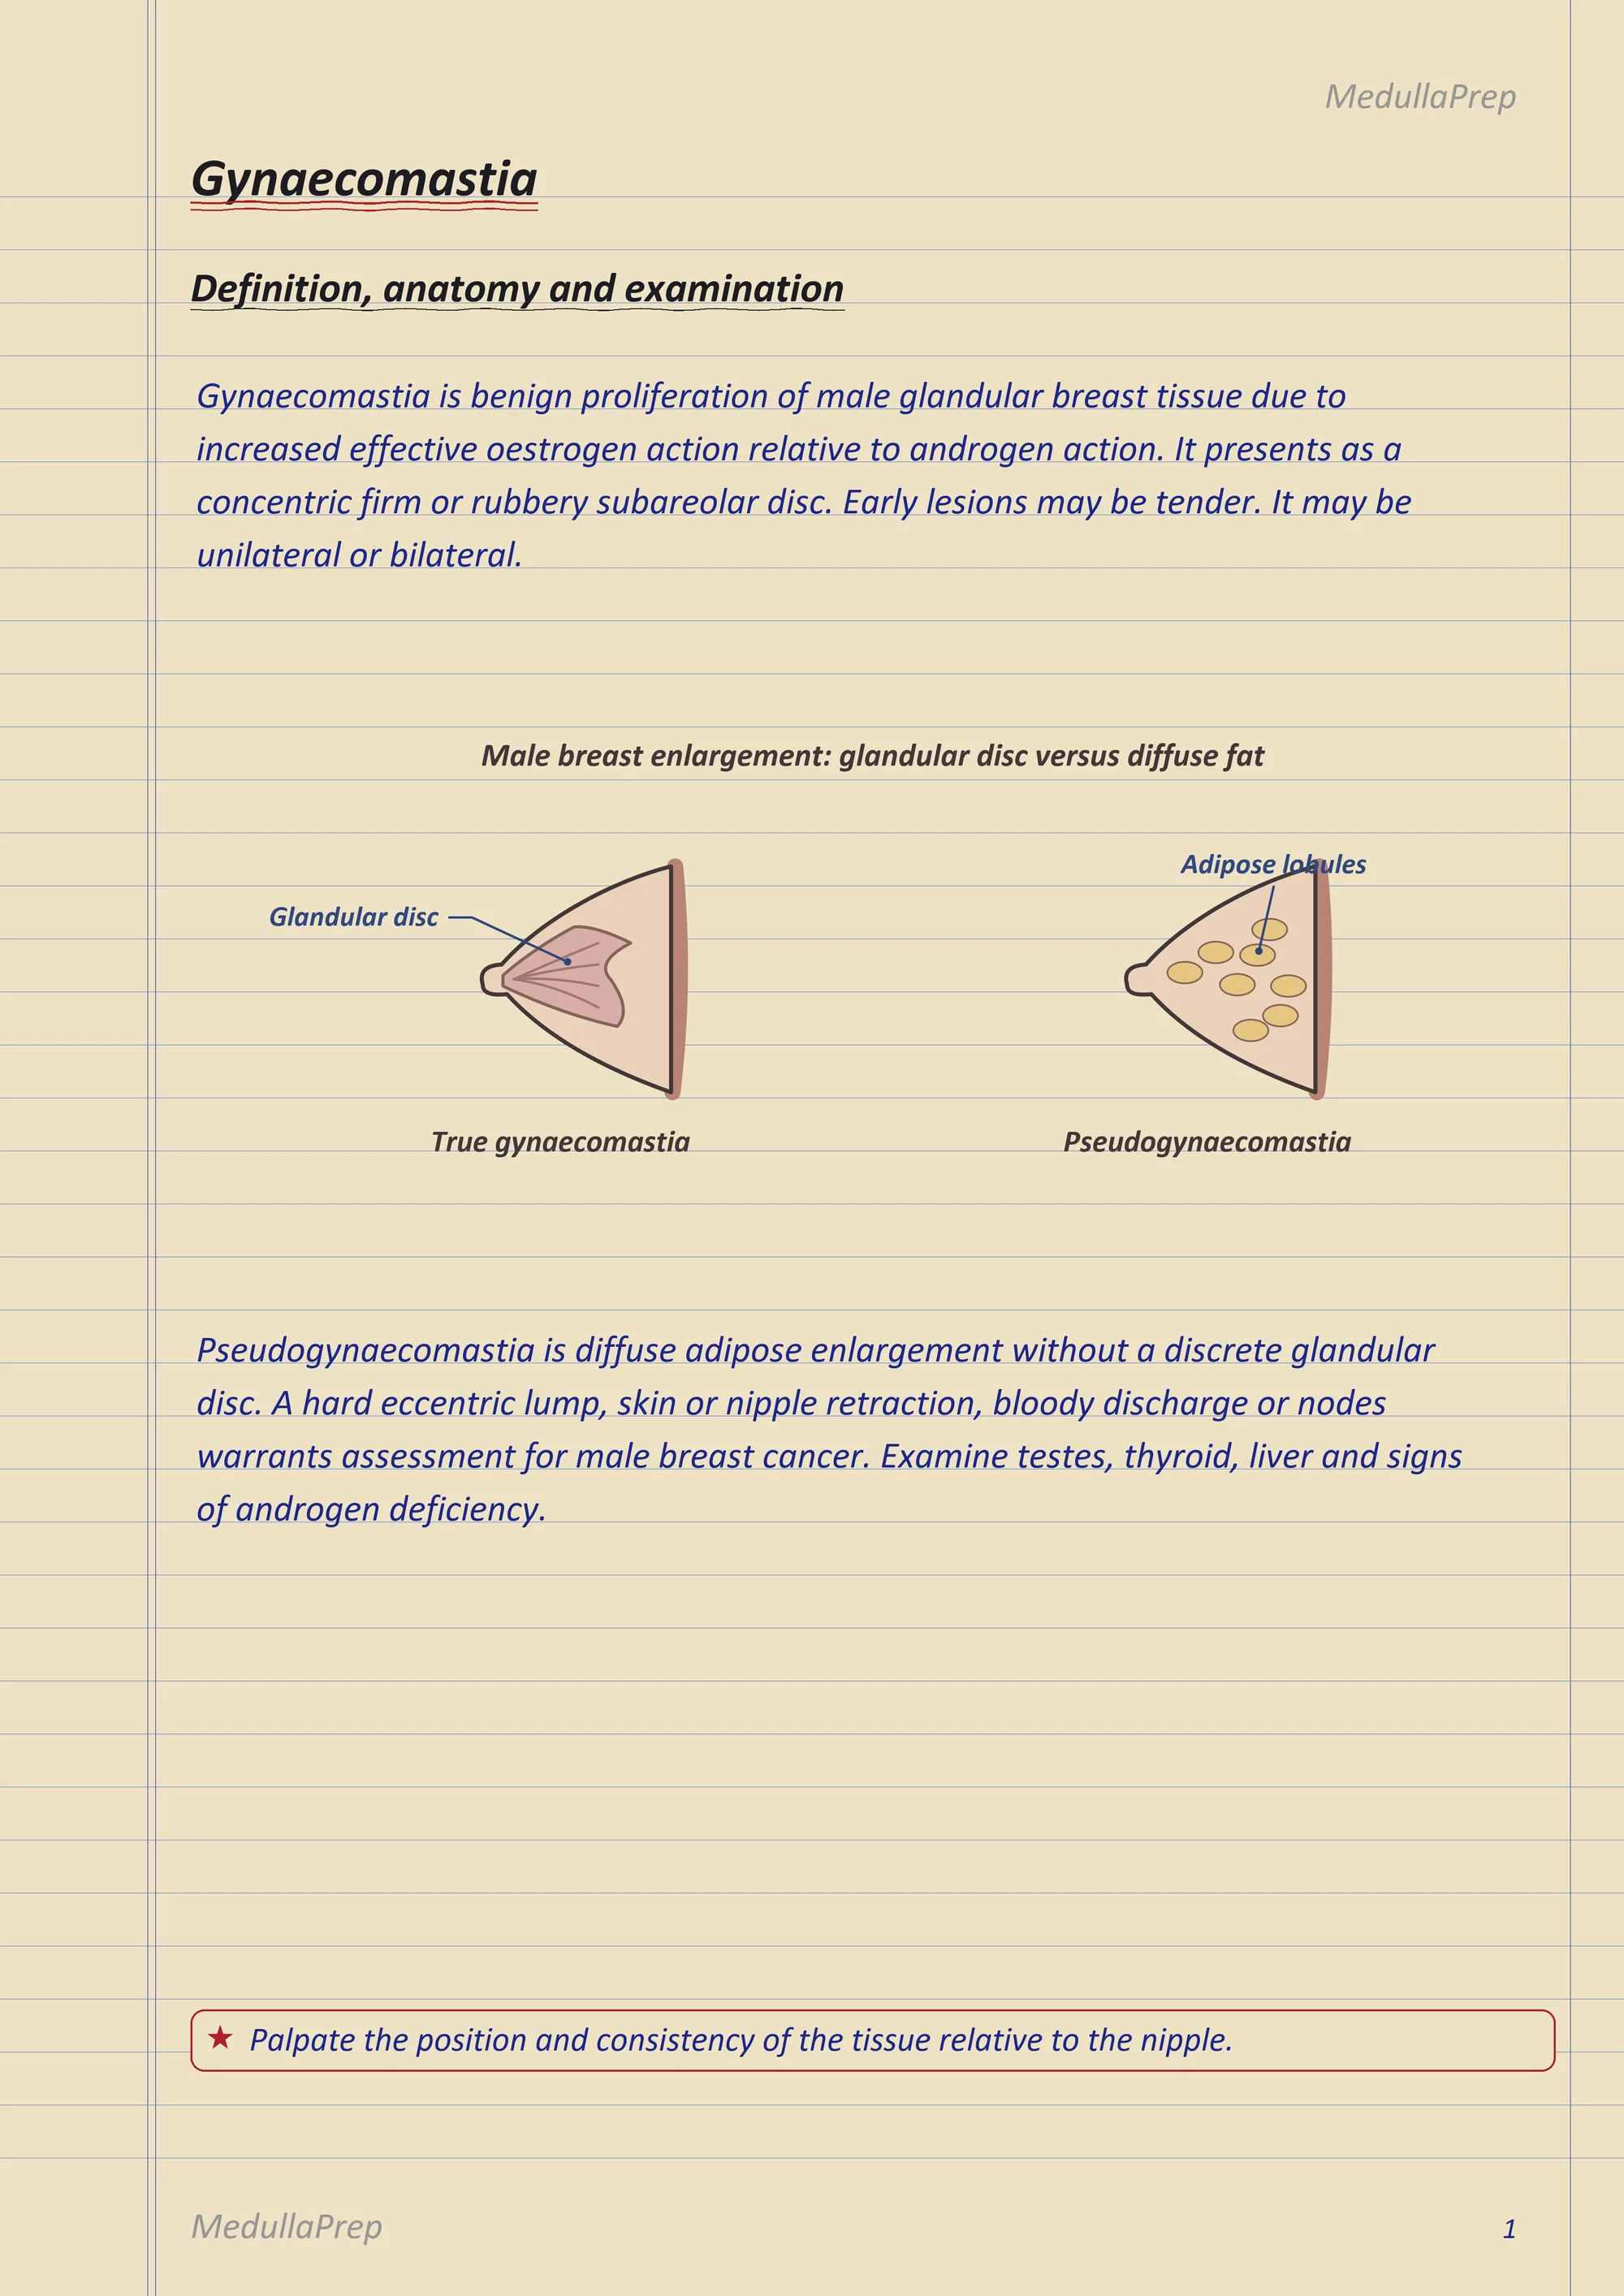 MedullaPrep
Gynaecomastia
Definition, anatomy and examination
Gynaecomastia is benign proliferation of male glandular breast tissue due to
increased effective oestrogen action relative to androgen action. It presents as a
concentric firm or rubbery subareolar disc. Early lesions may be tender. It may be
unilateral or bilateral.
Male breast enlargement: glandular disc versus diffuse fat
Adipose lobules
Glandular disc
True gynaecomastia
Pseudogynaecomastia
Pseudogynaecomastia is diffuse adipose enlargement without a discrete glandular
disc. A hard eccentric lump, skin or nipple retraction, bloody discharge or nodes
warrants assessment for male breast cancer. Examine testes, thyroid, liver and signs
of androgen deficiency.
★ Palpate the position and consistency of the tissue relative to the nipple.
MedullaPrep
1